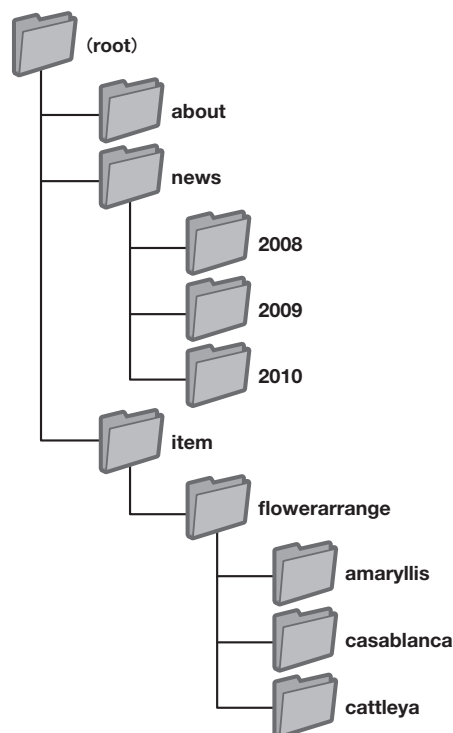 (root)
about
news
2008
2009
2010
item
flowerarrange
amaryllis
casablanca
cattleya